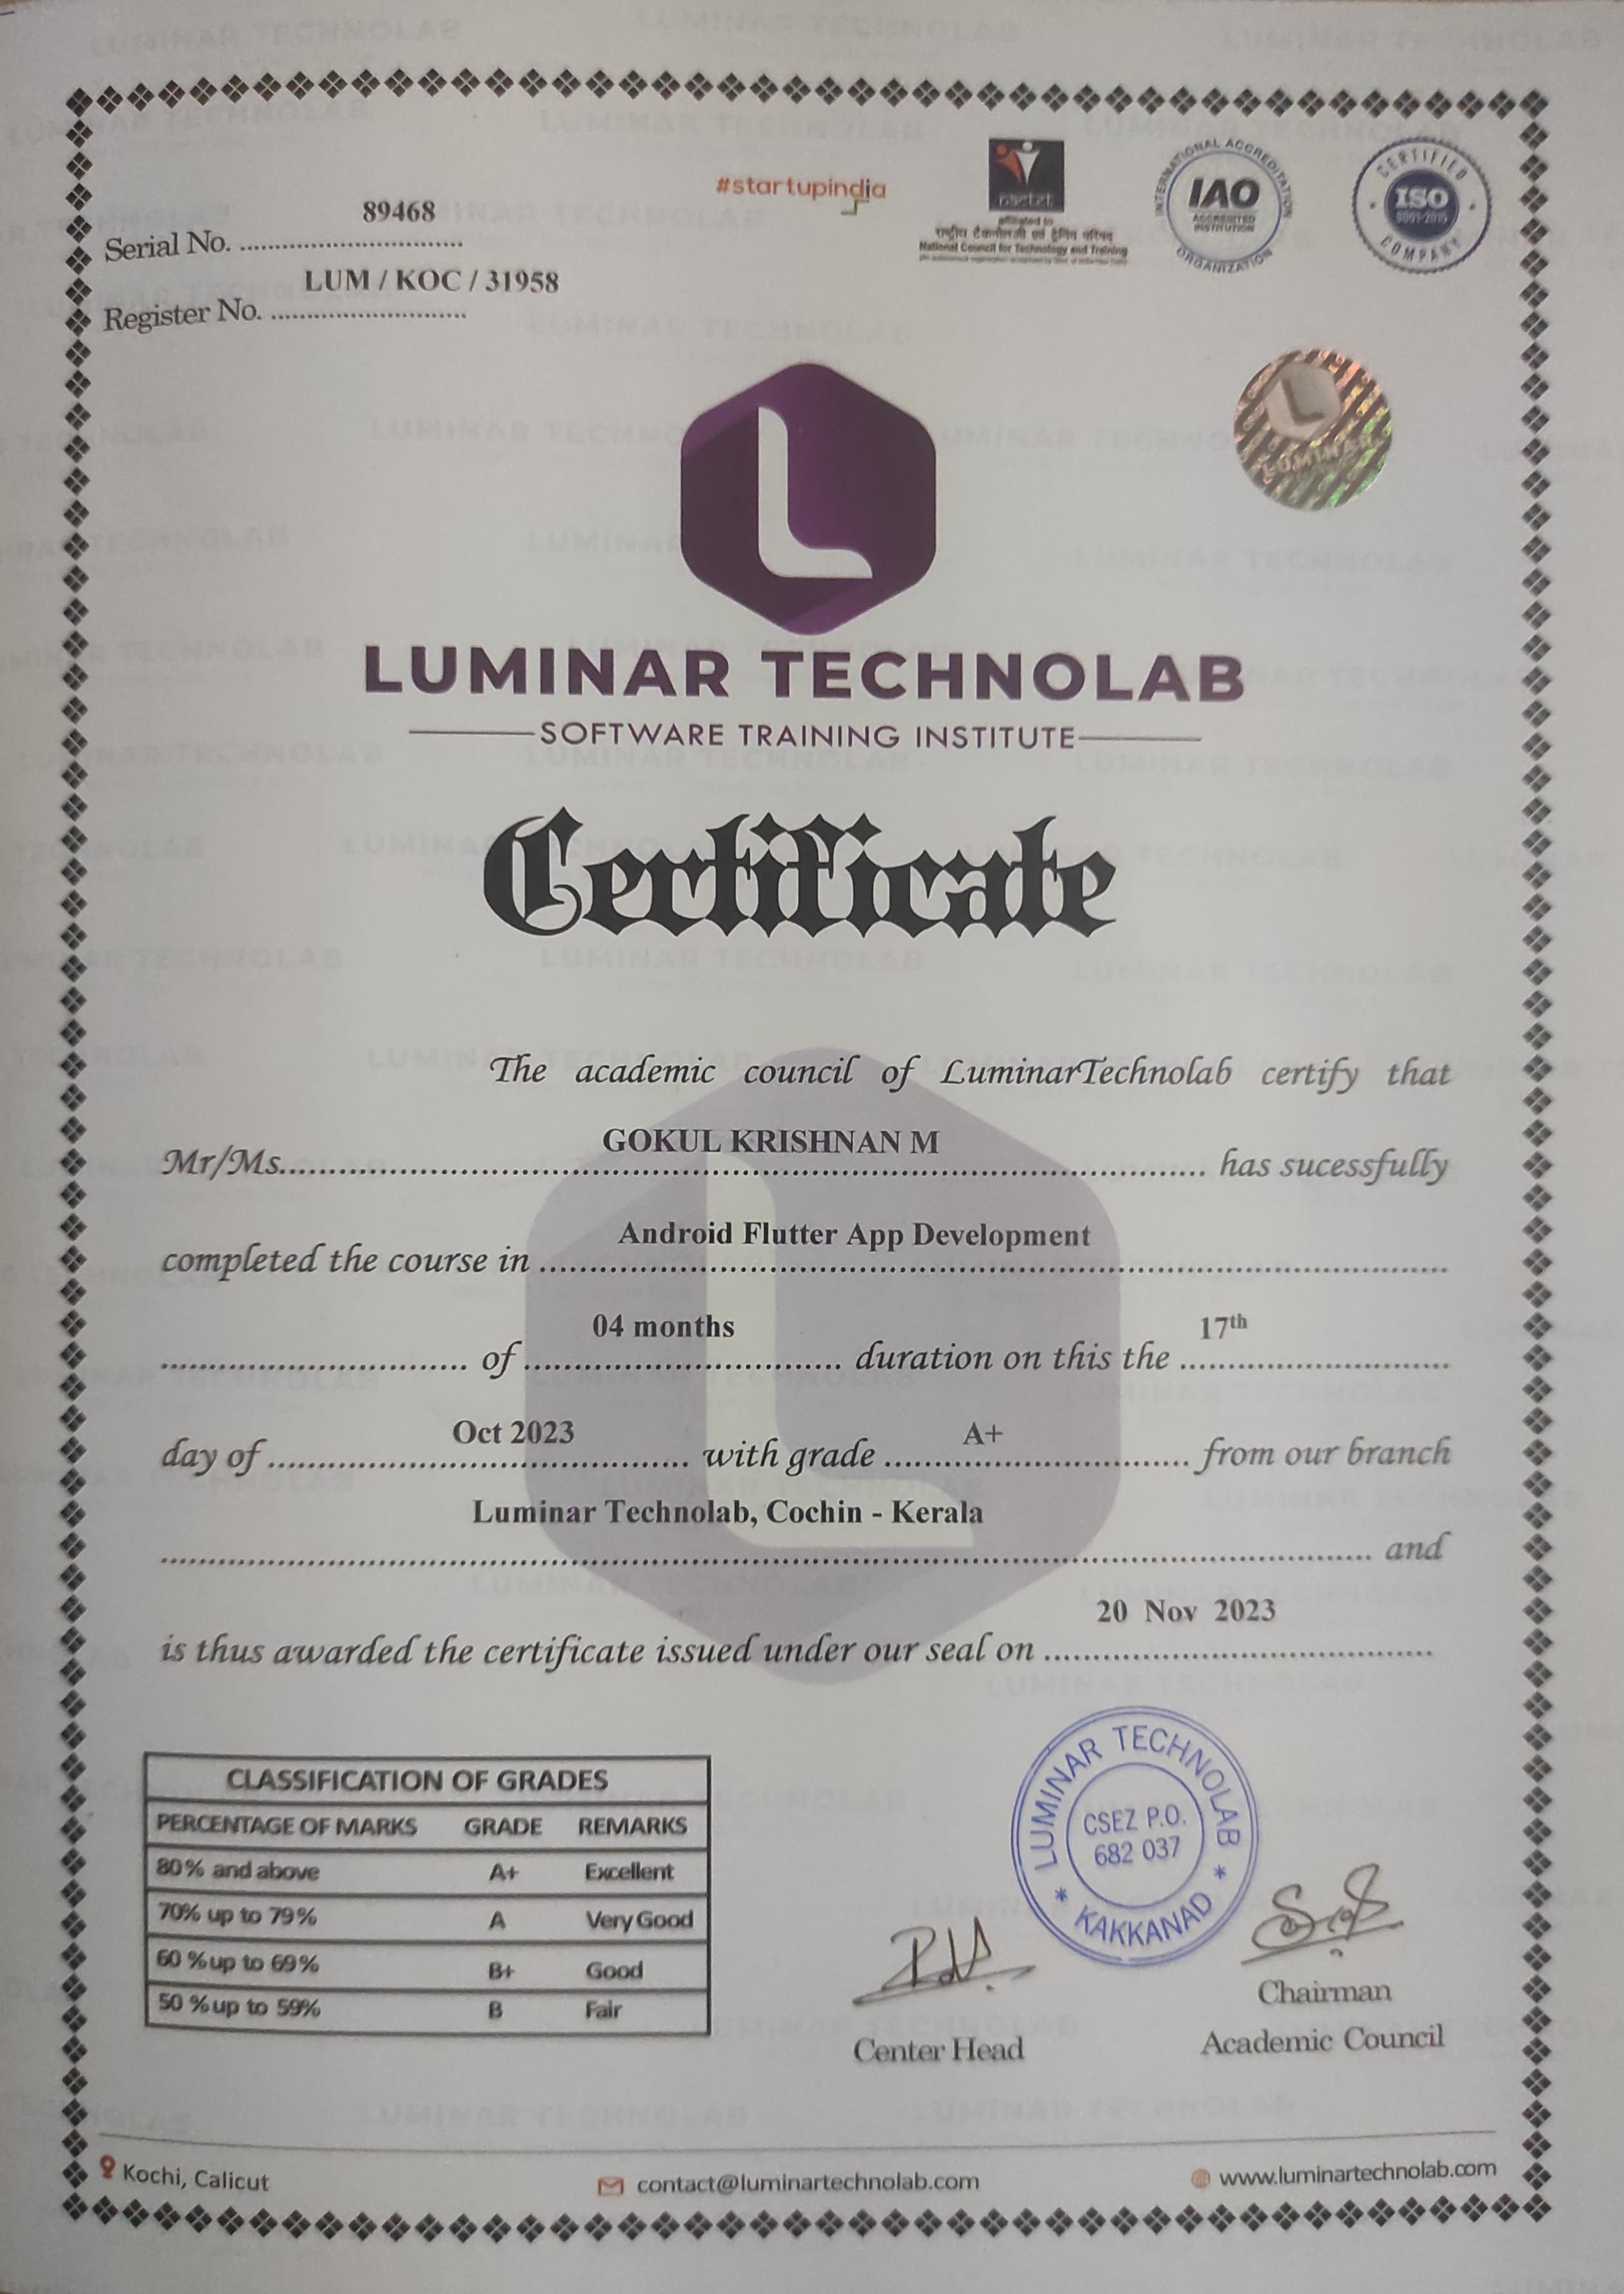 89468
Serial No. ........................................
LUM / KOC / 31958
Register No. ...................................
#startupindia
affiliated to
राष्ट्रीय टैक्नोलॉजी एवं ट्रेनिंग परिषद
National Council for Technology and Training
INTERNATIONAL ACCREDITATION
IAO
ACCREDITED
INSTITUTION
ORGANIZATION
CERTIFIED
ISO
9001-2015
COMPANY
L
LUMINAR
LUMINAR TECHNOLAB
SOFTWARE TRAINING INSTITUTE
Certificate
The academic council of LuminarTechnolab certify that
GOKUL KRISHNAN M
Mr/Ms................................................................ has sucessfully
Android Flutter App Development
completed the course in ................................................................
04 months 17th
................................ of ................................ duration on this the ................................
Oct 2023 A+
day of ................................ with grade ................................ from our branch
Luminar Technolab, Cochin - Kerala
................................................................ and
20 Nov 2023
is thus awarded the certificate issued under our seal on ................................
CLASSIFICATION OF GRADES
PERCENTAGE OF MARKS GRADE REMARKS
80% and above A+ Excellent
70% up to 79% A Very Good
60 %up to 69% B+ Good
50 %up to 59% B Fair
LUMINAR TECHNOLAB
CSEZ P.O.
682 037
* KAKKANAD *
Center Head
Chairman
Academic Council
Kochi, Calicut
contact@luminartechnolab.com
www.luminartechnolab.com